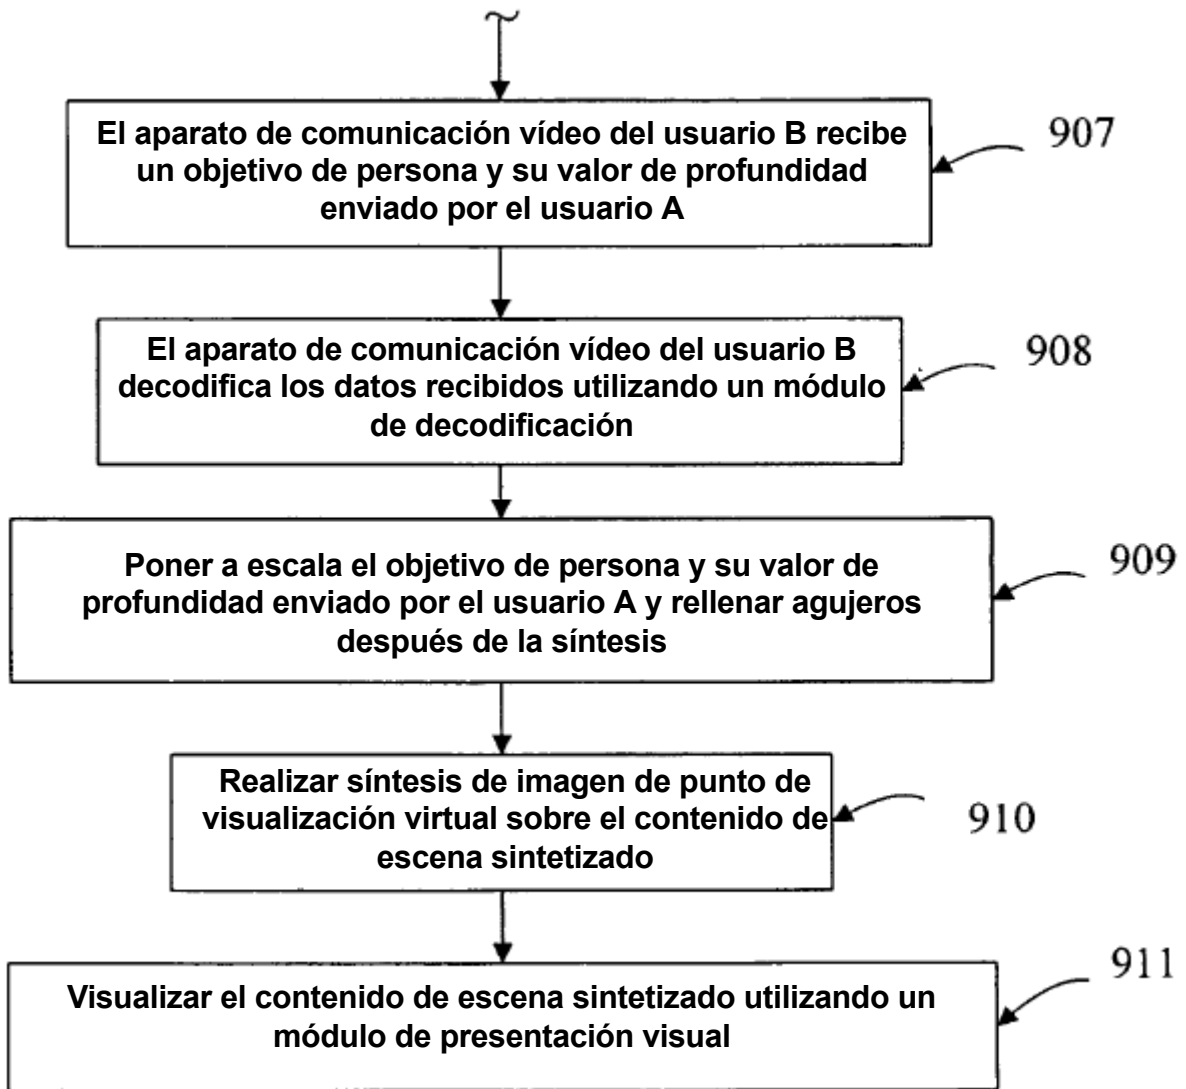 El aparato de comunicación vídeo del usuario B recibe
un objetivo de persona y su valor de profundidad
enviado por el usuario A
907
El aparato de comunicación vídeo del usuario B
decodifica los datos recibidos utilizando un módulo
de decodificación
908
Poner a escala el objetivo de persona y su valor de
profundidad enviado por el usuario A y rellenar agujeros
después de la síntesis
909
Realizar síntesis de imagen de punto de
visualización virtual sobre el contenido de
escena sintetizado
910
Visualizar el contenido de escena sintetizado utilizando un
módulo de presentación visual
911